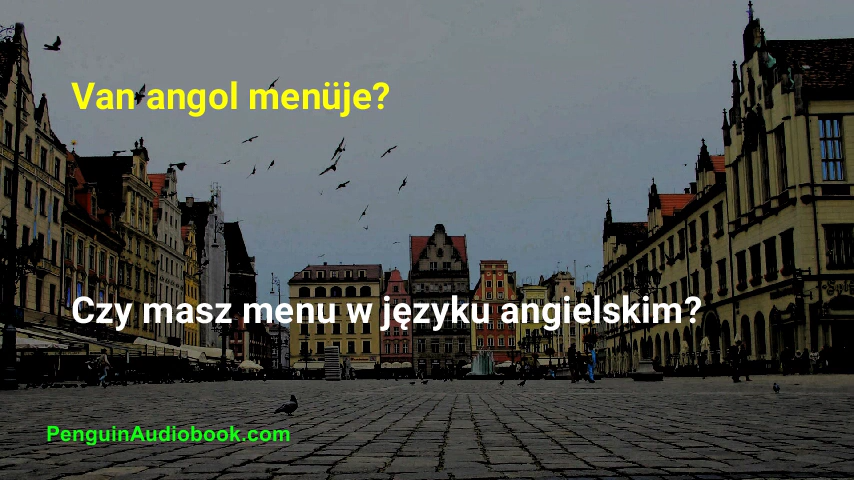 Van angol menüje?
Czy masz menu w języku angielskim?
PenguinAudiobook.com